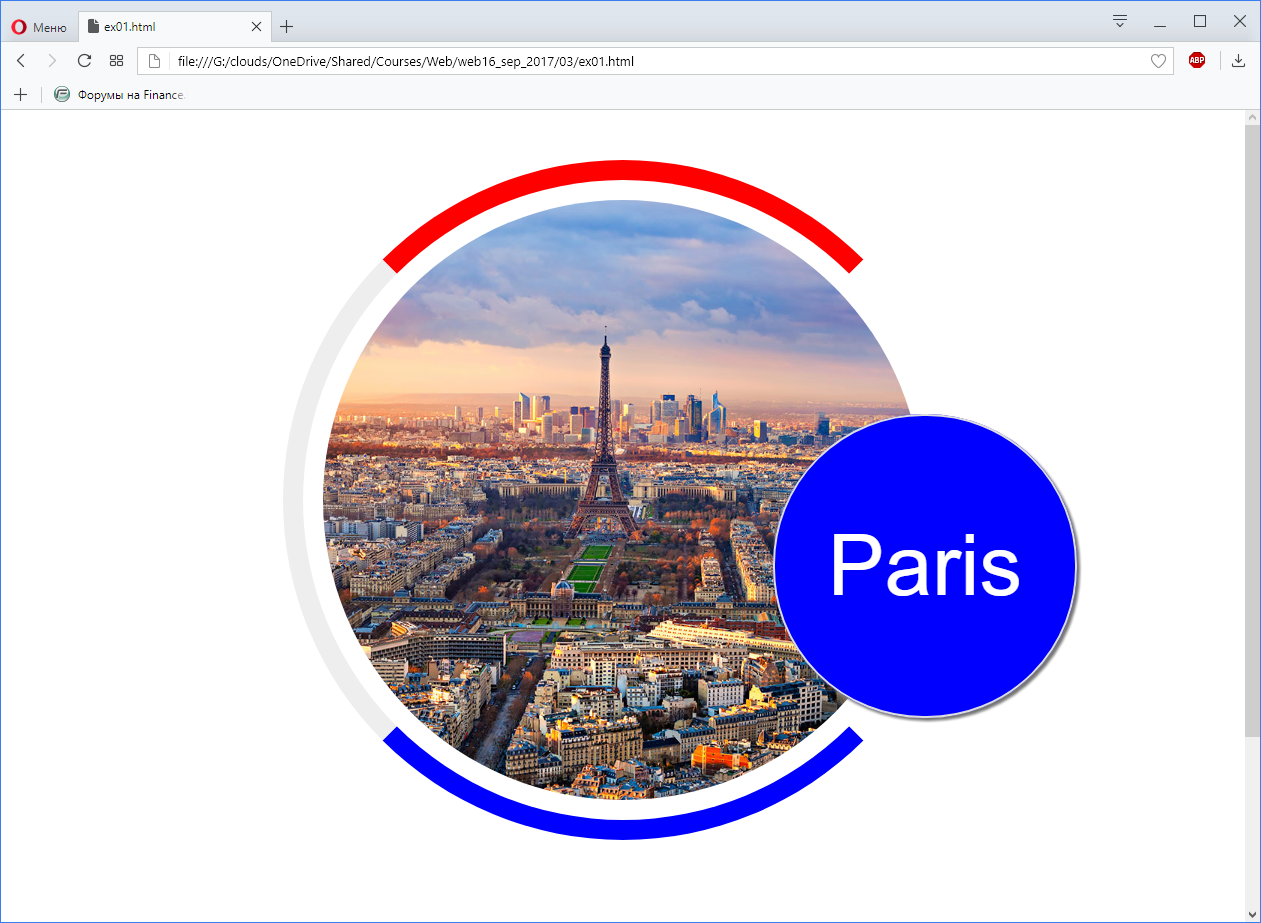 Меню
ex01.html
file:///G:/clouds/OneDrive/Shared/Courses/Web/web16_sep_2017/03/ex01.html
ABP
Форумы на Finance.
Paris